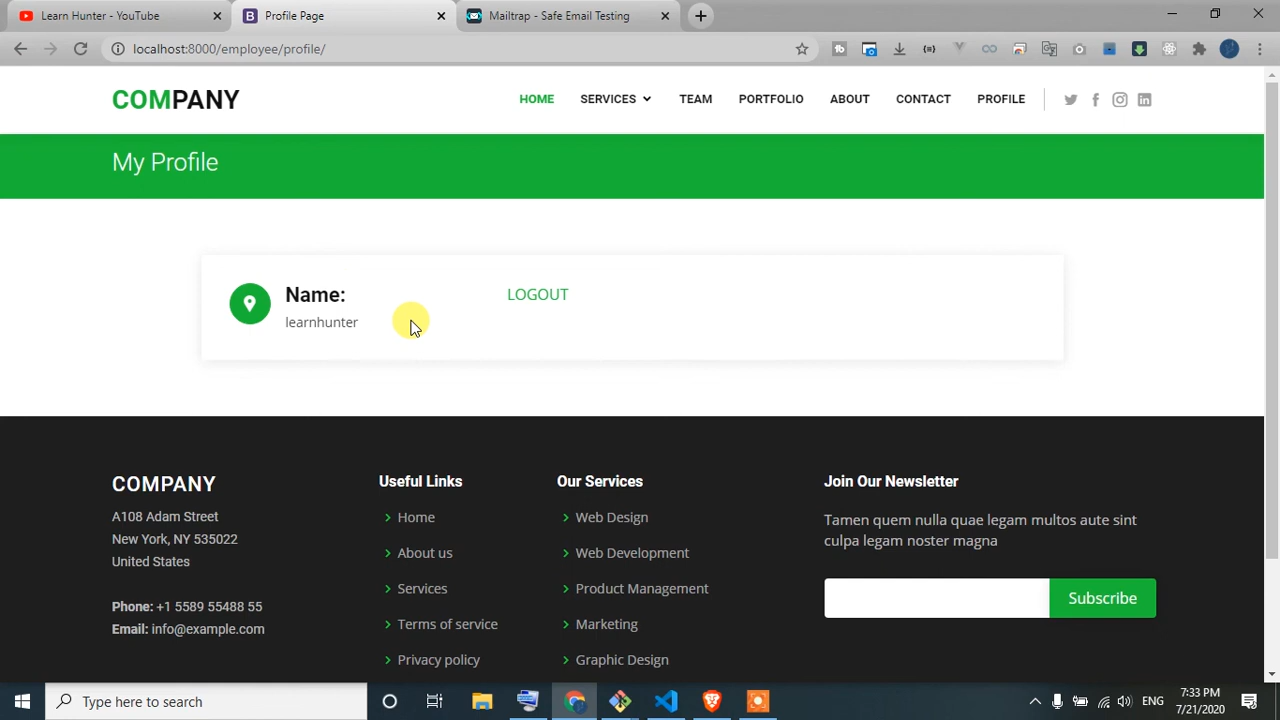 Learn Hunter - YouTube
Profile Page
Mailtrap - Safe Email Testing
localhost:8000/employee/profile/
COMPANY
HOME
SERVICES
TEAM
PORTFOLIO
ABOUT
CONTACT
PROFILE
My Profile
Name:
learnhunter
LOGOUT
COMPANY
A108 Adam Street
New York, NY 535022
United States
Phone: +1 5589 55488 55
Email: info@example.com
Useful Links
Home
About us
Services
Terms of service
Privacy policy
Our Services
Web Design
Web Development
Product Management
Marketing
Graphic Design
Join Our Newsletter
Tamen quem nulla quae legam multos aute sint
culpa legam noster magna
Subscribe
Type here to search
ENG
7:33 PM
7/21/2020